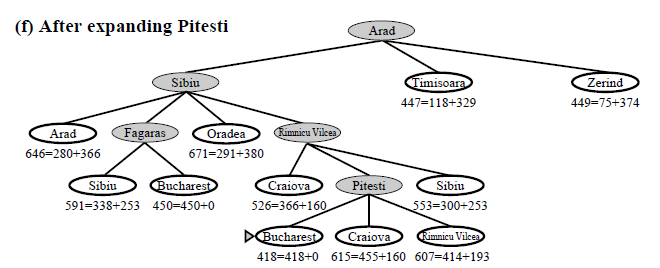 (f) After expanding Pitesti
Arad
Sibiu
Timisoara
Zerind
447=118+329
449=75+374
Arad
Fagaras
Oradea
Rimnicu Vilcea
646=280+366
671=291+380
Sibiu
Bucharest
Craiova
Pitesti
Sibiu
591=338+253
450=450+0
526=366+160
553=300+253
Bucharest
Craiova
Rimnicu Vilcea
418=418+0
615=455+160
607=414+193